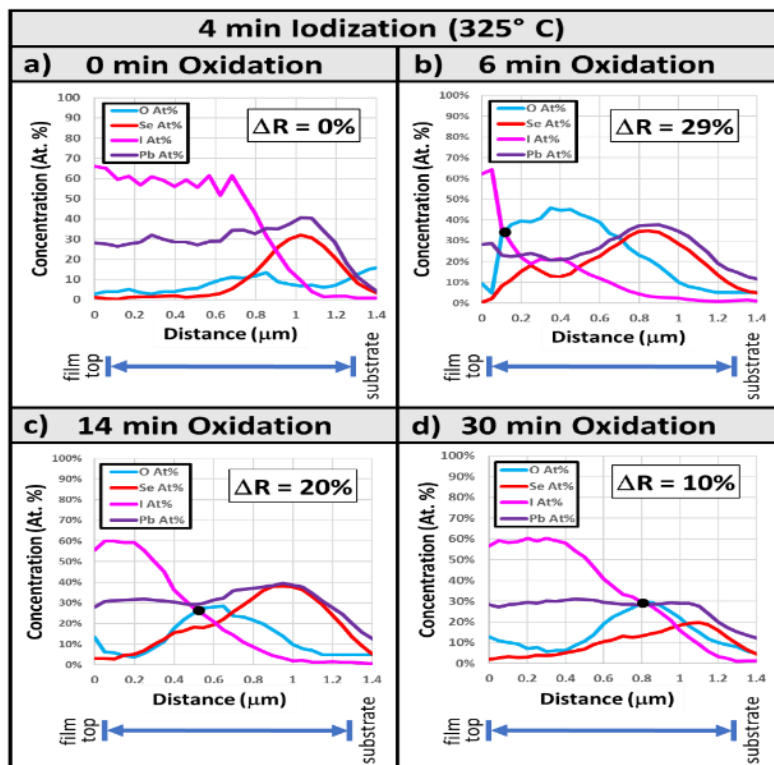 4 min Iodization (325° C)
a) 0 min Oxidation
Concentration (At. %)
100
90
80
70
60
50
40
30
20
10
0
O At%
Se At%
I At%
Pb At%
ΔR = 0%
0 0.2 0.4 0.6 0.8 1 1.2 1.4
Distance (μm)
film top
substrate
b) 6 min Oxidation
Concentration (At. %)
100%
90%
80%
70%
60%
50%
40%
30%
20%
10%
0%
O At%
Se At%
I At%
Pb At%
ΔR = 29%
0 0.2 0.4 0.6 0.8 1 1.2 1.4
Distance (μm)
film top
substrate
c) 14 min Oxidation
Concentration (At. %)
100%
90%
80%
70%
60%
50%
40%
30%
20%
10%
0%
O At%
Se At%
I At%
Pb At%
ΔR = 20%
0 0.2 0.4 0.6 0.8 1 1.2 1.4
Distance (μm)
film top
substrate
d) 30 min Oxidation
Concentration (At. %)
100%
90%
80%
70%
60%
50%
40%
30%
20%
10%
0%
O At%
Se At%
I At%
Pb At%
ΔR = 10%
0 0.2 0.4 0.6 0.8 1 1.2 1.4
Distance (μm)
film top
substrate